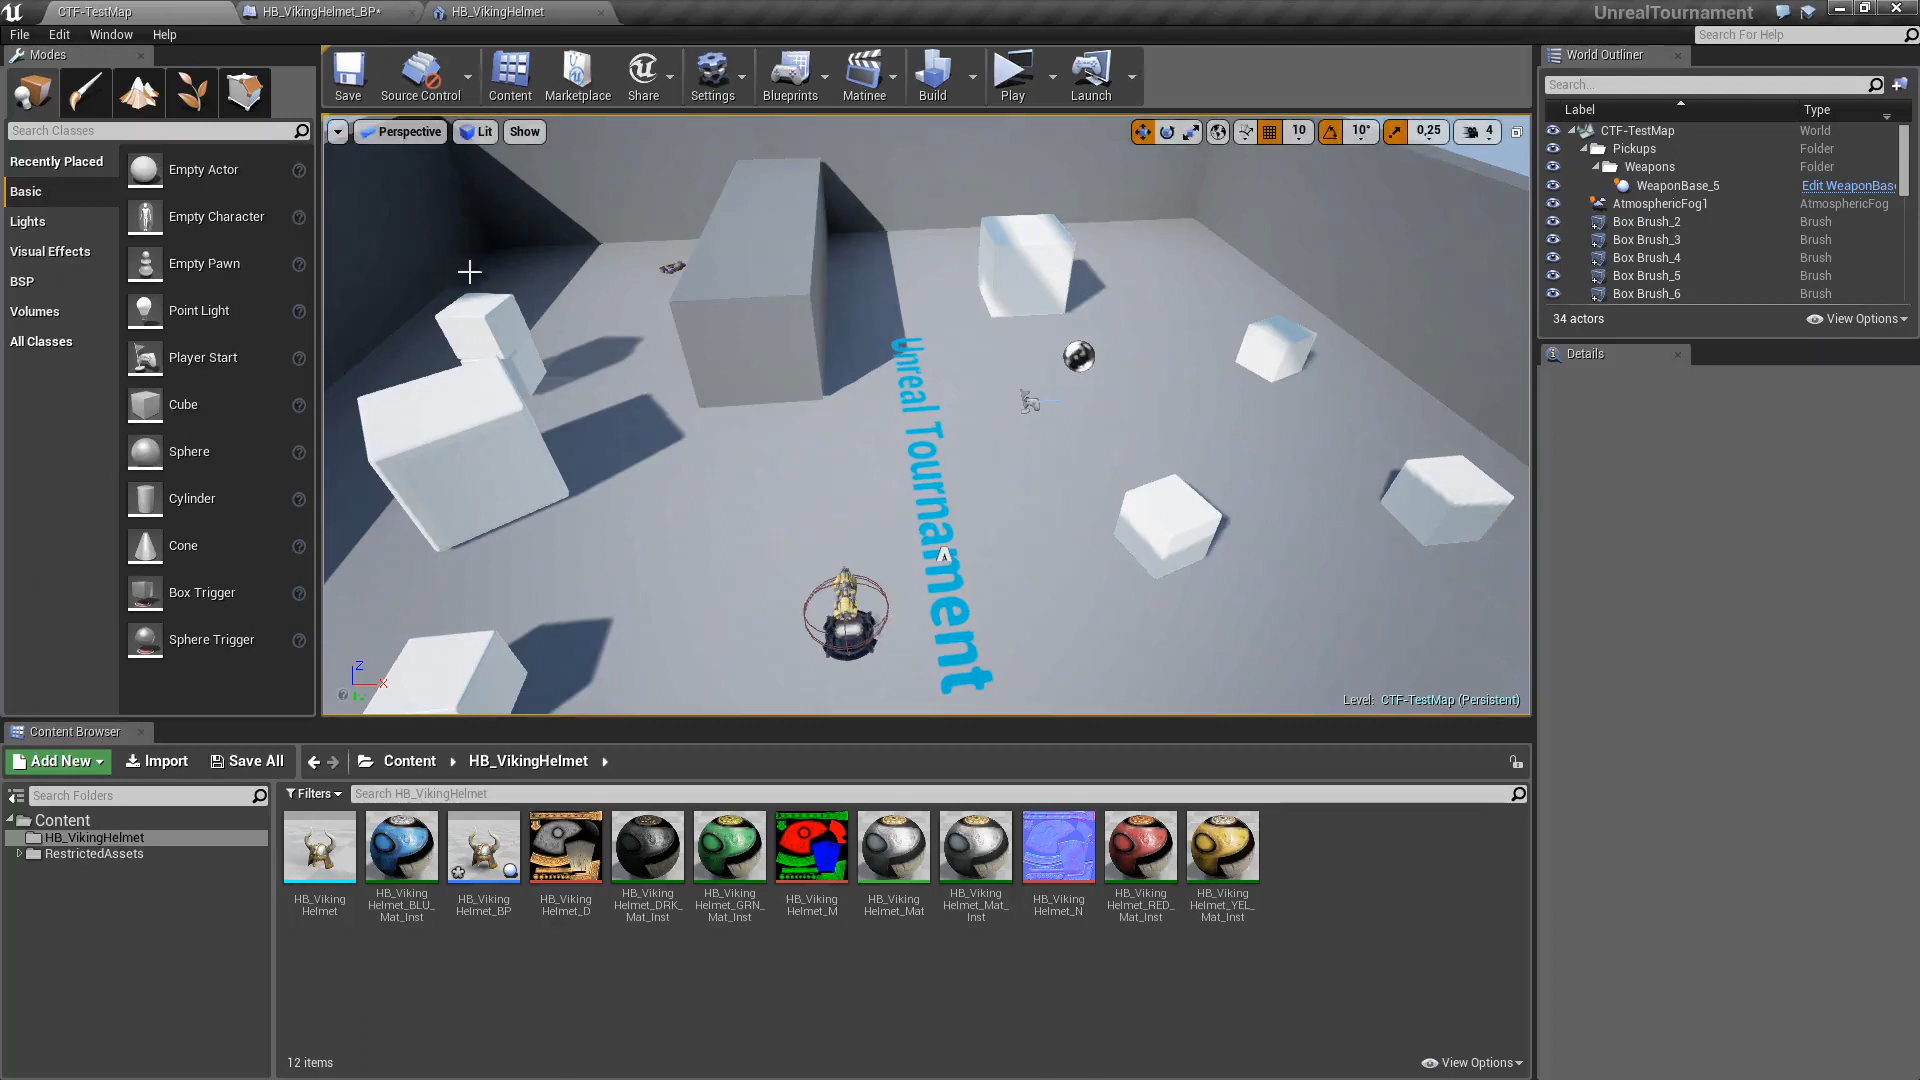 CTF-TestMap
HB_VikingHelmet_BP*
HB_VikingHelmet
UnrealTournament
File Edit Window Help
Search For Help
Modes
Save
Source Control
Content
Marketplace
Share
Settings
Blueprints
Matinee
Build
Play
Launch
World Outliner
Search...
Label Type
CTF-TestMap World
Pickups Folder
Weapons Folder
WeaponBase_5 Edit WeaponBas
AtmosphericFog1 AtmosphericFog
Box Brush_2 Brush
Box Brush_3 Brush
Box Brush_4 Brush
Box Brush_5 Brush
Box Brush_6 Brush
34 actors View Options
Details
Search Classes
Recently Placed
Basic
Lights
Visual Effects
BSP
Volumes
All Classes
Empty Actor
Empty Character
Empty Pawn
Point Light
Player Start
Cube
Sphere
Cylinder
Cone
Box Trigger
Sphere Trigger
Perspective Lit Show
10 10° 0,25 4
Unreal Tournament
A
Z
X
Level: CTF-TestMap (Persistent)
Content Browser
Add New Import Save All Content HB_VikingHelmet
Search Folders
Filters Search HB_VikingHelmet
Content
HB_VikingHelmet
RestrictedAssets
HB_Viking
Helmet
HB_Viking
Helmet_BLU_
Mat_Inst
HB_Viking
Helmet_BP
HB_Viking
Helmet_D
HB_Viking
Helmet_DRK_
Mat_Inst
HB_Viking
Helmet_GRN_
Mat_Inst
HB_Viking
Helmet_M
HB_Viking
Helmet_Mat
HB_Viking
Helmet_Mat_
Inst
HB_Viking
Helmet_N
HB_Viking
Helmet_RED_
Mat_Inst
HB_Viking
Helmet_YEL_
Mat_Inst
12 items View Options